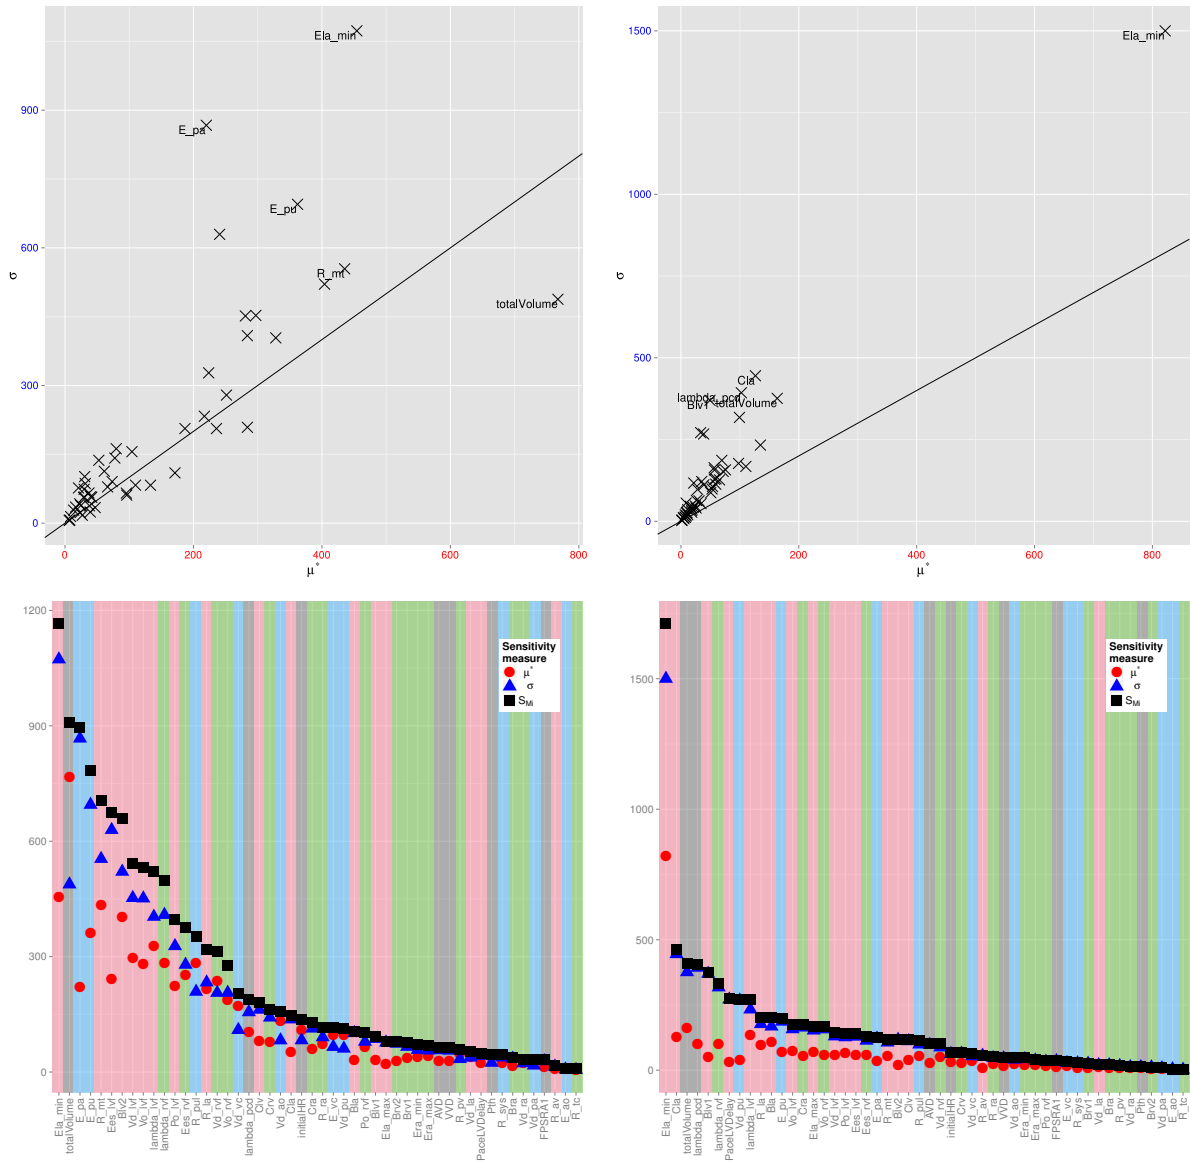 900
600
300
0
σ
Ela_min
E_pa
E_pu
R_mt
totalVolume
0
200
400
600
800
μ*
1500
1000
500
0
σ
Ela_min
Cla
lambda_pcd
Blv1
totalVolume
0
200
400
600
800
μ*
1200
900
600
300
0
Sensitivity
measure
μ*
σ
S_Mi
Ela_min
totalVolume
E_pa
E_pu
R_mt
Ees_lvf
Blv2
Vd_lvf
Vo_lvf
lambda_lvf
lambda_rvf
Po_lvf
Ees_rvf
R_pul
R_la
Vd_rvf
Vo_rvf
Vd_vc
lambda_pcd
Clv
Crv
Vd_ao
Cla
initialHR
Cra
R_ra
E_vc
Vd_pu
Bla
Po_rvf
Blv1
Ela_max
Brv2
Brv1
Era_min
Era_max
AVD
VVD
R_pv
Vd_la
PaceLVDelay
Pth
R_sys
Bra
Vd_ra
Vd_pa
FPSRA1
R_av
E_ao
R_tc
1500
1000
500
0
Sensitivity
measure
μ*
σ
S_Mi
Ela_min
Cla
totalVolume
lambda_pcd
Blv1
lambda_rvf
PaceLVDelay
Vd_pu
lambda_lvf
R_la
Bla
E_pu
Vo_lvf
Cra
Ela_max
Vo_rvf
Vd_lvf
Po_lvf
Ees_lvf
Ees_rvf
E_pa
R_mt
Blv2
Clv
R_pul
AVD
Vd_rvf
initialHR
Crv
Vd_vc
R_av
R_ra
VVD
Vd_ao
Era_min
Era_max
Po_rvf
FPSRA1
E_vc
R_sys
Brv1
Vd_la
Bra
R_pv
Vd_ra
Pth
Brv2
Vd_pa
E_ao
R_tc